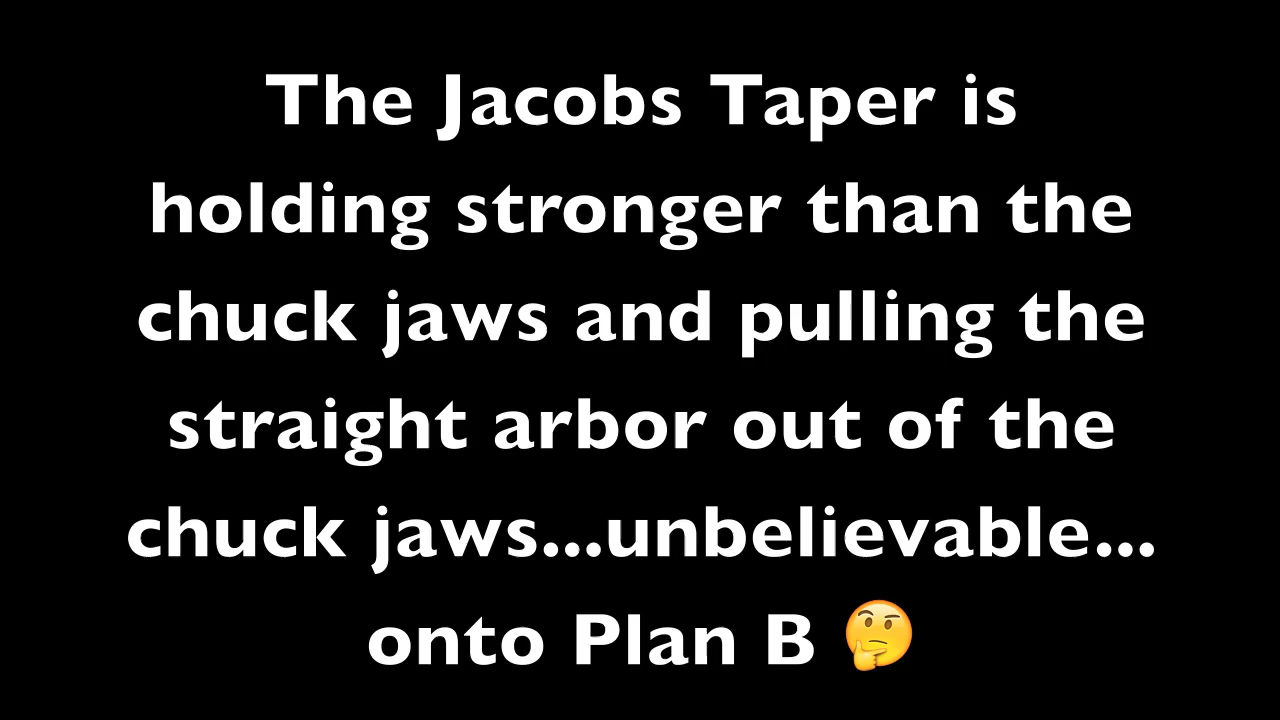 The Jacobs Taper is
holding stronger than the
chuck jaws and pulling the
straight arbor out of the
chuck jaws...unbelievable...
onto Plan B 🤔